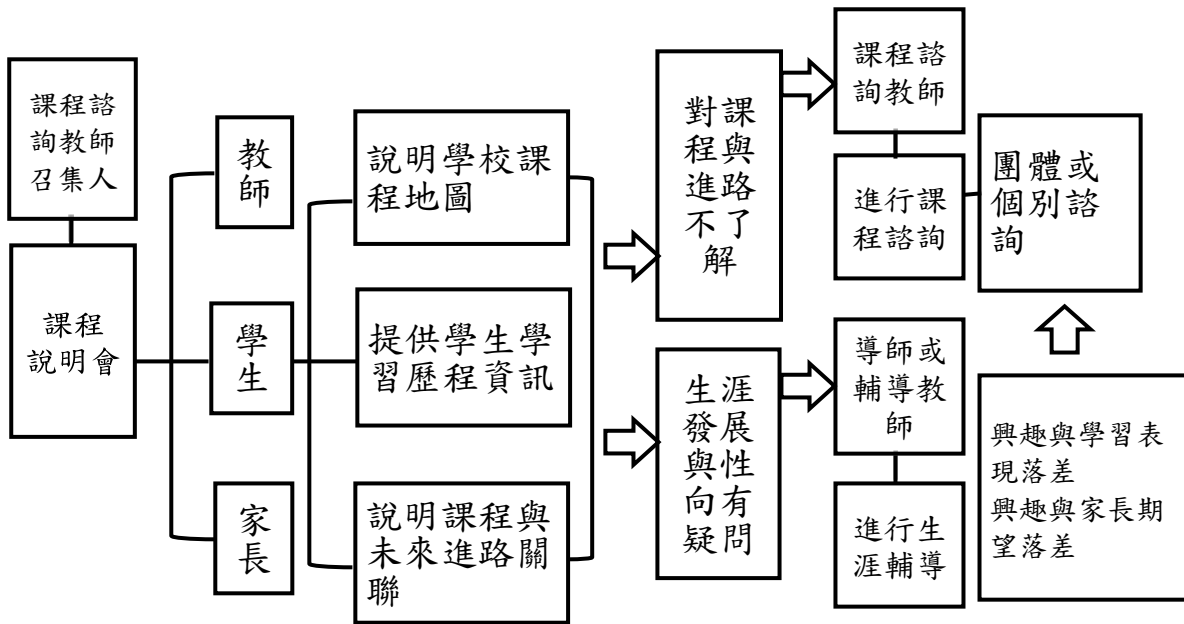 課程諮
詢教師
召集人
課程
說明會
教
師
學
生
家
長
說明學校課
程地圖
提供學生學
習歷程資訊
說明課程與
未來進路關
聯
對課
程與
進路
不了
解
生涯
發展
與性
向有
疑問
課程諮
詢教師
進行課
程諮詢
團體或
個別諮
詢
導師或
輔導教
師
進行生
涯輔導
興趣與學習表
現落差
興趣與家長期
望落差